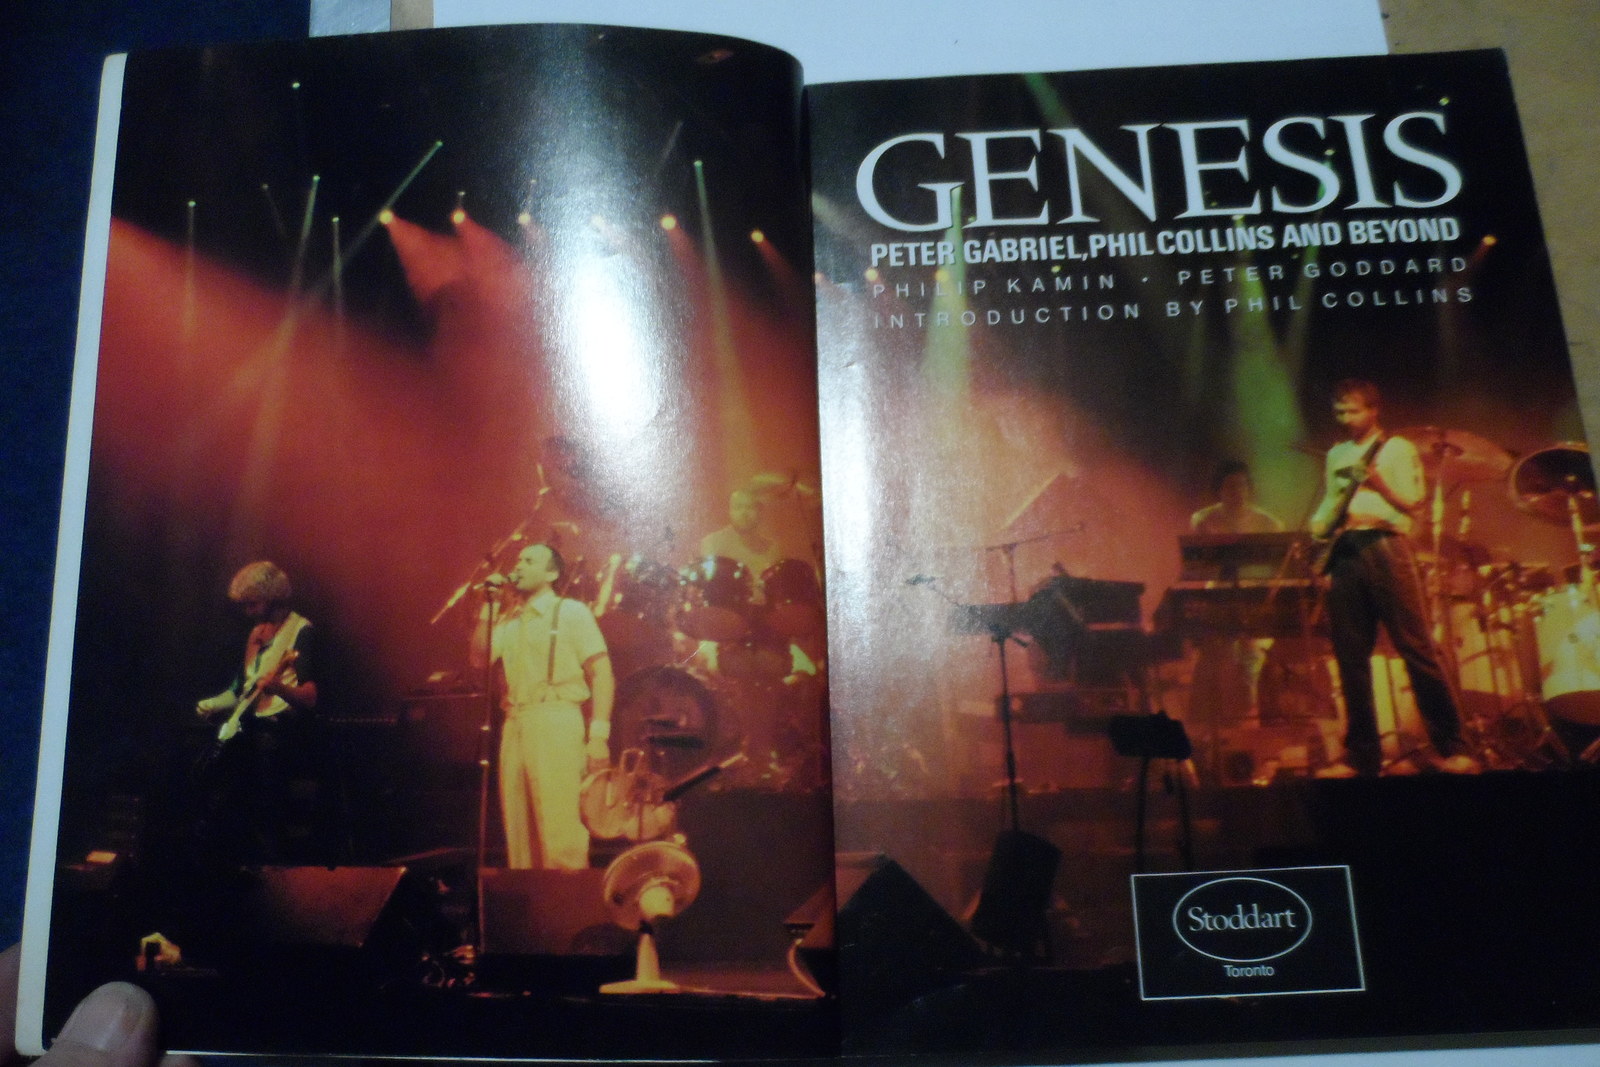 GENESIS
PETER GABRIEL, PHIL COLLINS AND BEYOND
PHILIP KAMIN · PETER GODDARD
INTRODUCTION BY PHIL COLLINS
Stoddart
Toronto